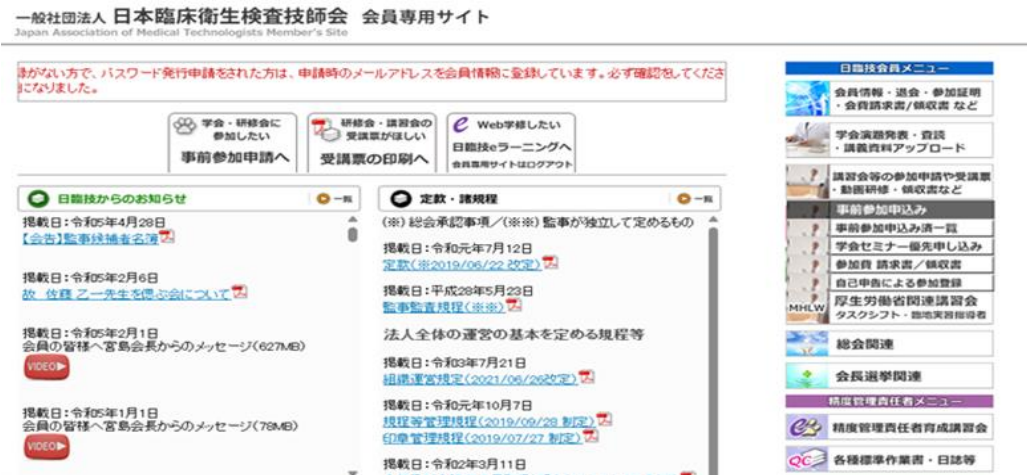 一般社団法人 日本臨床衛生検査技師会 会員専用サイト
Japan Association of Medical Technologists Member's Site
がない方で、パスワード発行申請をされた方は、申請時のメールアドレスを会員情報に登録しています。必ず確認をしてくださ
になりました。
学会・研修会に
参加したい
事前参加申請へ
研修会・講習会の
受講票がほしい
受講票の印刷へ
Web学修したい
日臨技eラーニングへ
会員専用サイトはログアウト
日臨技からのお知らせ
一覧
掲載日：令和5年4月28日
【会告】監事候補者名簿
掲載日：令和5年2月6日
故 佐藤 乙一先生を偲ぶ会について
掲載日：令和5年2月1日
会員の皆様へ宮島会長からのメッセージ(627MB)
VIDEO
掲載日：令和5年1月1日
会員の皆様へ宮島会長からのメッセージ(78MB)
VIDEO
定款・諸規程
一覧
(※)総会承認事項／(※※)監事が独立して定めるもの
掲載日：令和元年7月12日
定款(※2019/06/22 改定)
掲載日：平成28年5月23日
監事監査規程(※※)
法人全体の運営の基本を定める規程等
掲載日：令和3年7月21日
組織運営規定(2021/06/26改定)
掲載日：令和元年10月7日
規程等管理規程(2019/09/28 制定)
印章管理規程(2019/07/27 制定)
掲載日：令和2年3月11日
日臨技会員メニュー
会員情報・退会・参加証明
・会費請求書/領収書 など
学会演題発表・査読
・講義資料アップロード
講習会等の参加申請や受講票
・動画研修・領収書など
事前参加申込み
事前参加申込み済一覧
学会セミナー優先申し込み
参加費 請求書／領収書
自己申告による参加登録
MHLW 厚生労働省関連講習会
タスクシフト・臨地実習指導者
総会関連
会長選挙関連
精度管理責任者メニュー
精度管理責任者育成講習会
QC 各種標準作業書・日誌等